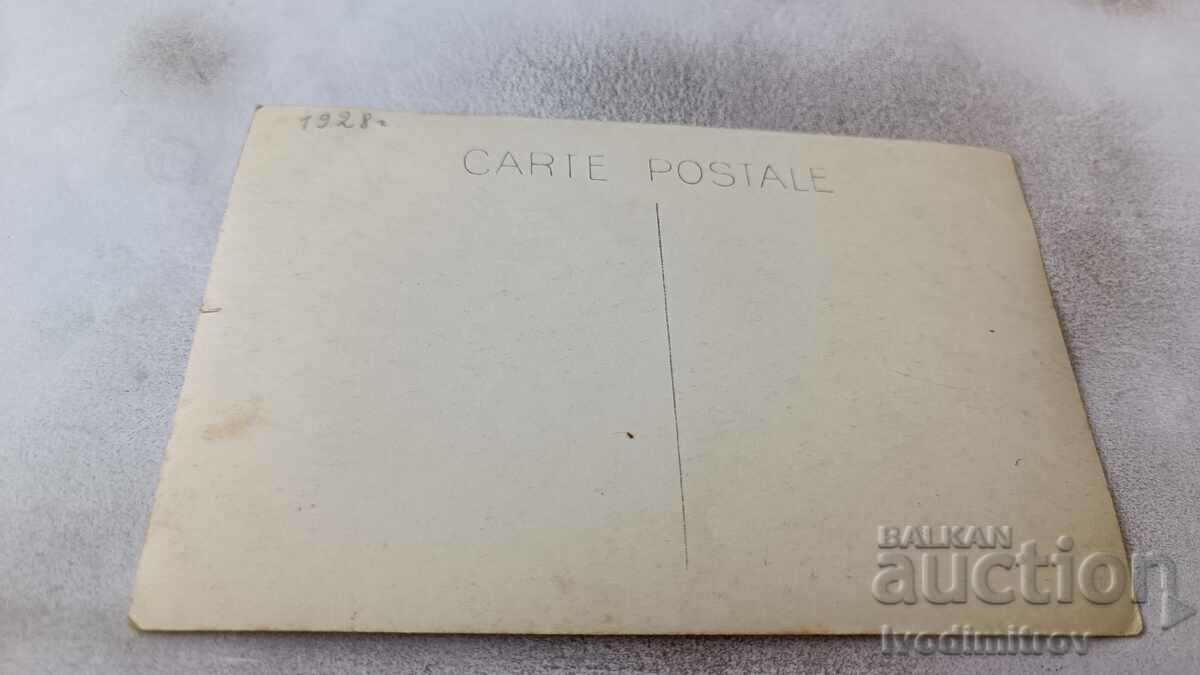 1928г
CARTE POSTALE
BALKAN
auction
Ivodimitrov